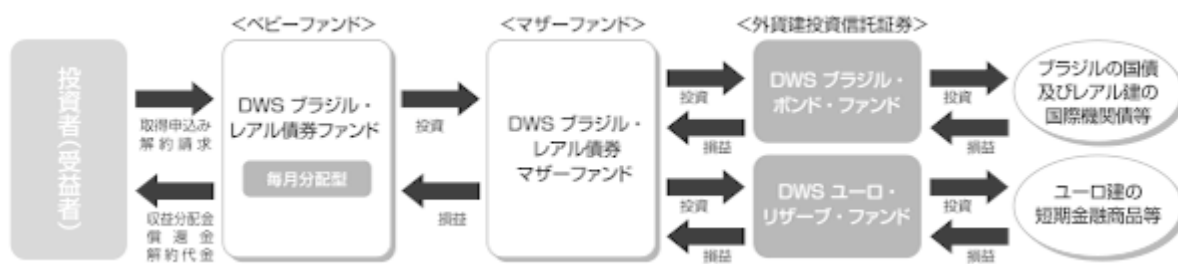 <ベビーファンド>
<マザーファンド>
<外貨建投資信託証券>
投資者(受益者)
取得申込み
解約請求
収益分配金
償還金
解約代金
DWS ブラジル・
レアル債券ファンド
毎月分配型
投資
損益
DWS ブラジル・
レアル債券
マザーファンド
投資
損益
投資
損益
DWS ブラジル・
ボンド・ファンド
DWS ユーロ・
リザーブ・ファンド
投資
損益
投資
損益
ブラジルの国債
及びレアル建の
国際機関債等
ユーロ建の
短期金融商品等